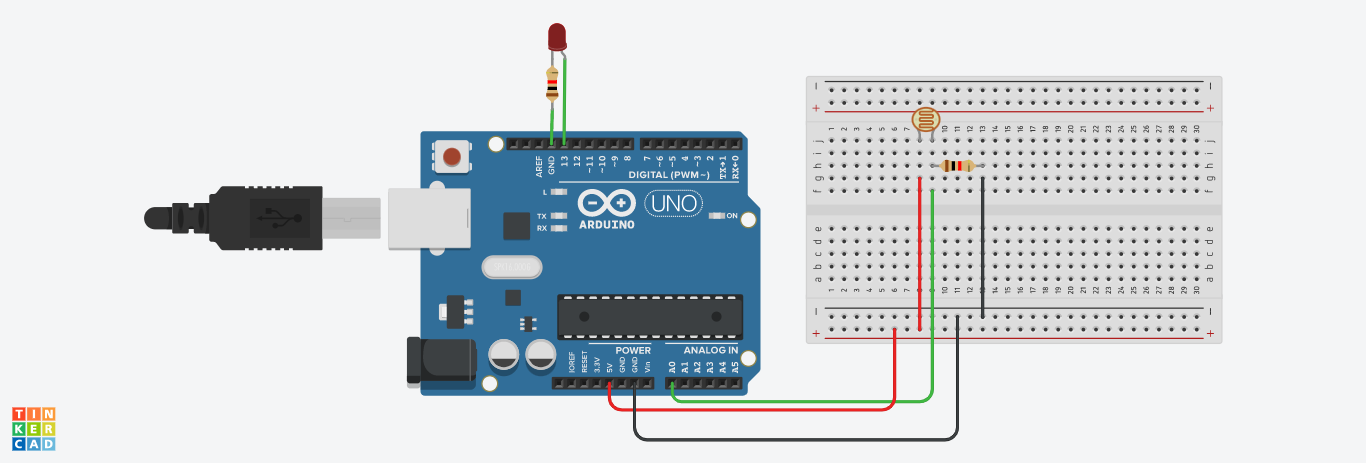 AREF
GND
13
12
~11
~10
~9
8
7
~6
~5
4
~3
2
TX→1
RX←0
DIGITAL (PWM~)
L
TX
RX
ARDUINO
UNO
ON
POWER
ANALOG IN
IOREF
RESET
3.3V
5V
GND
GND
Vin
A0
A1
A2
A3
A4
A5
1 2 3 4 5 6 7 10 11 12 13 14 15 16 17 18 19 20 21 22 23 24 25 26 27 28 29 30
j j
i i
h h
g g
f f
e e
d d
c c
b b
a a
1 2 3 4 5 6 7 10 11 12 14 15 16 17 18 19 20 21 22 23 24 25 26 27 28 29 30
TIN
KER
CAD